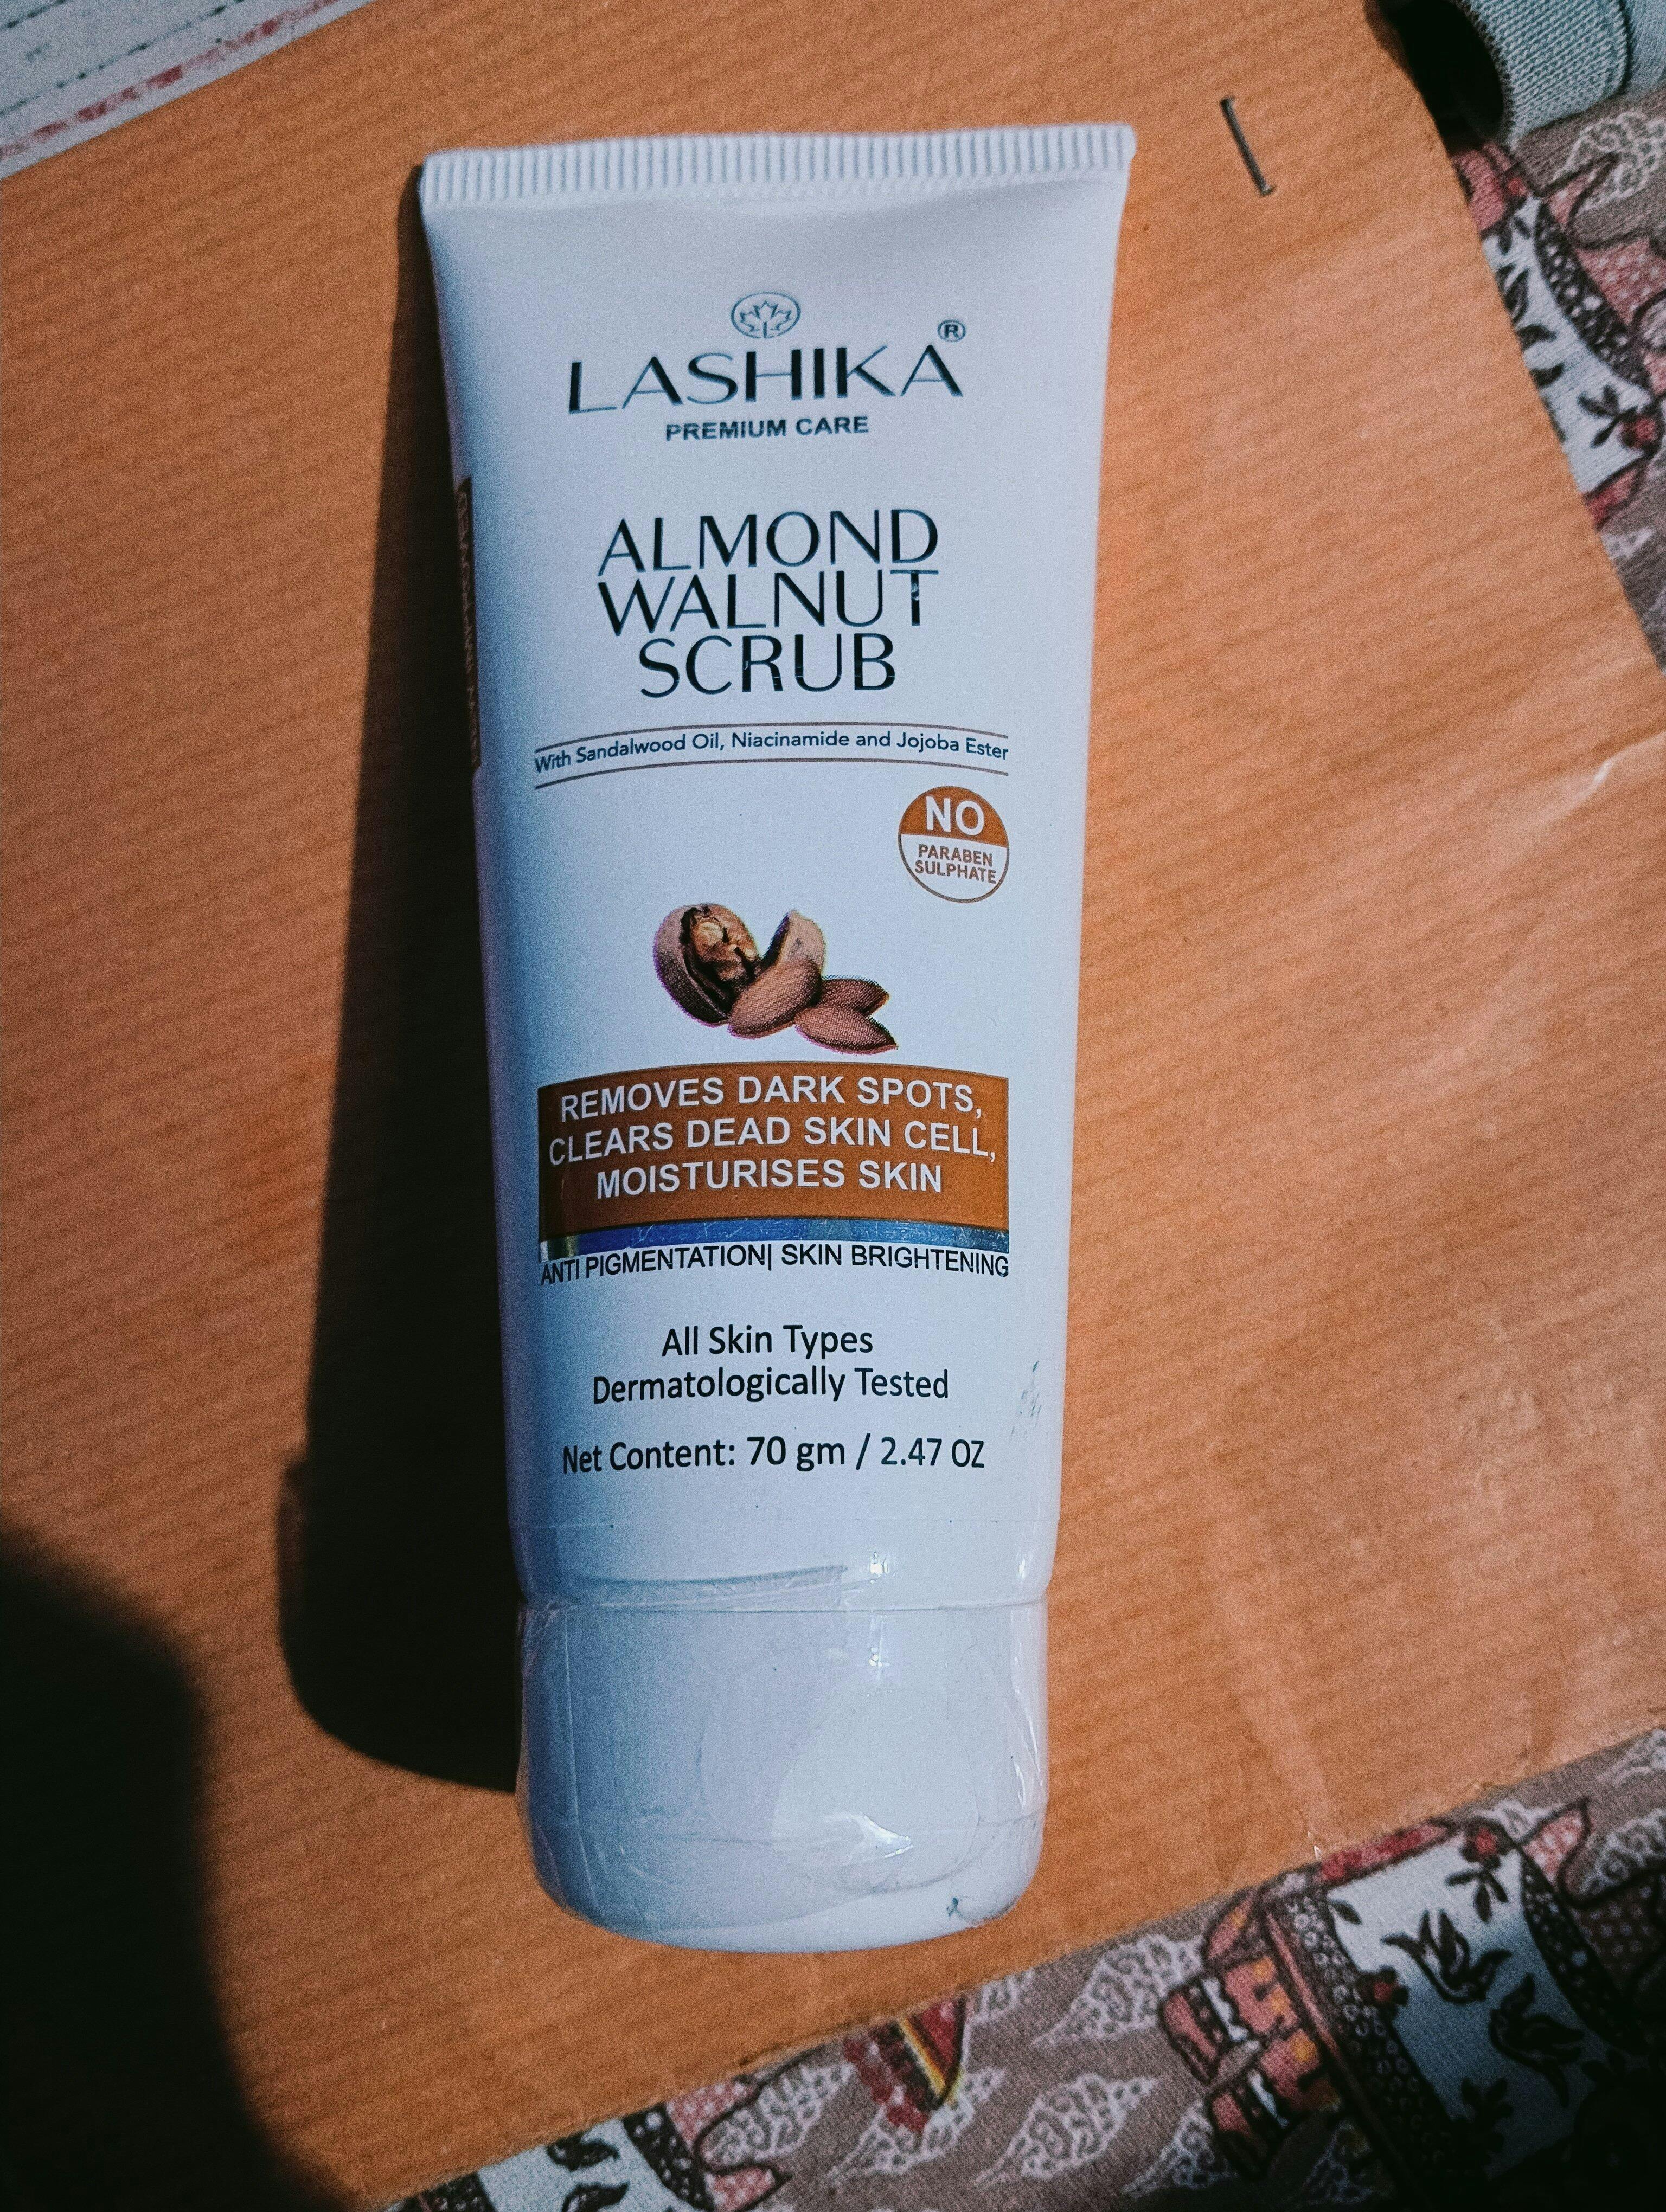 LASHIKA®
PREMIUM CARE
ALMOND
WALNUT
SCRUB
With Sandalwood Oil, Niacinamide and Jojoba Ester
NO
PARABEN
SULPHATE
REMOVES DARK SPOTS,
CLEARS DEAD SKIN CELL,
MOISTURISES SKIN
ANTI PIGMENTATION| SKIN BRIGHTENING
All Skin Types
Dermatologically Tested
Net Content: 70 gm / 2.47 OZ